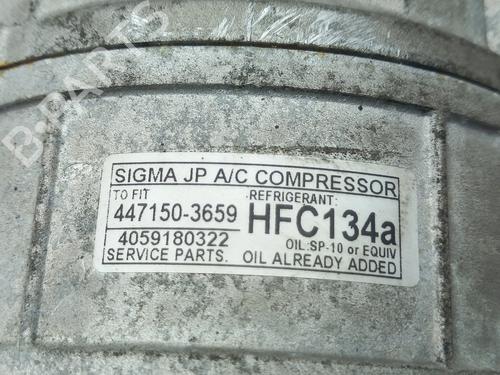 B-PARTS
SIGMA JP A/C COMPRESSOR
TO FIT REFRIGERANT:
447150-3659 HFC134a
4059180322 OIL:SP-10 or EQUIV
SERVICE PARTS. OIL ALREADY ADDED